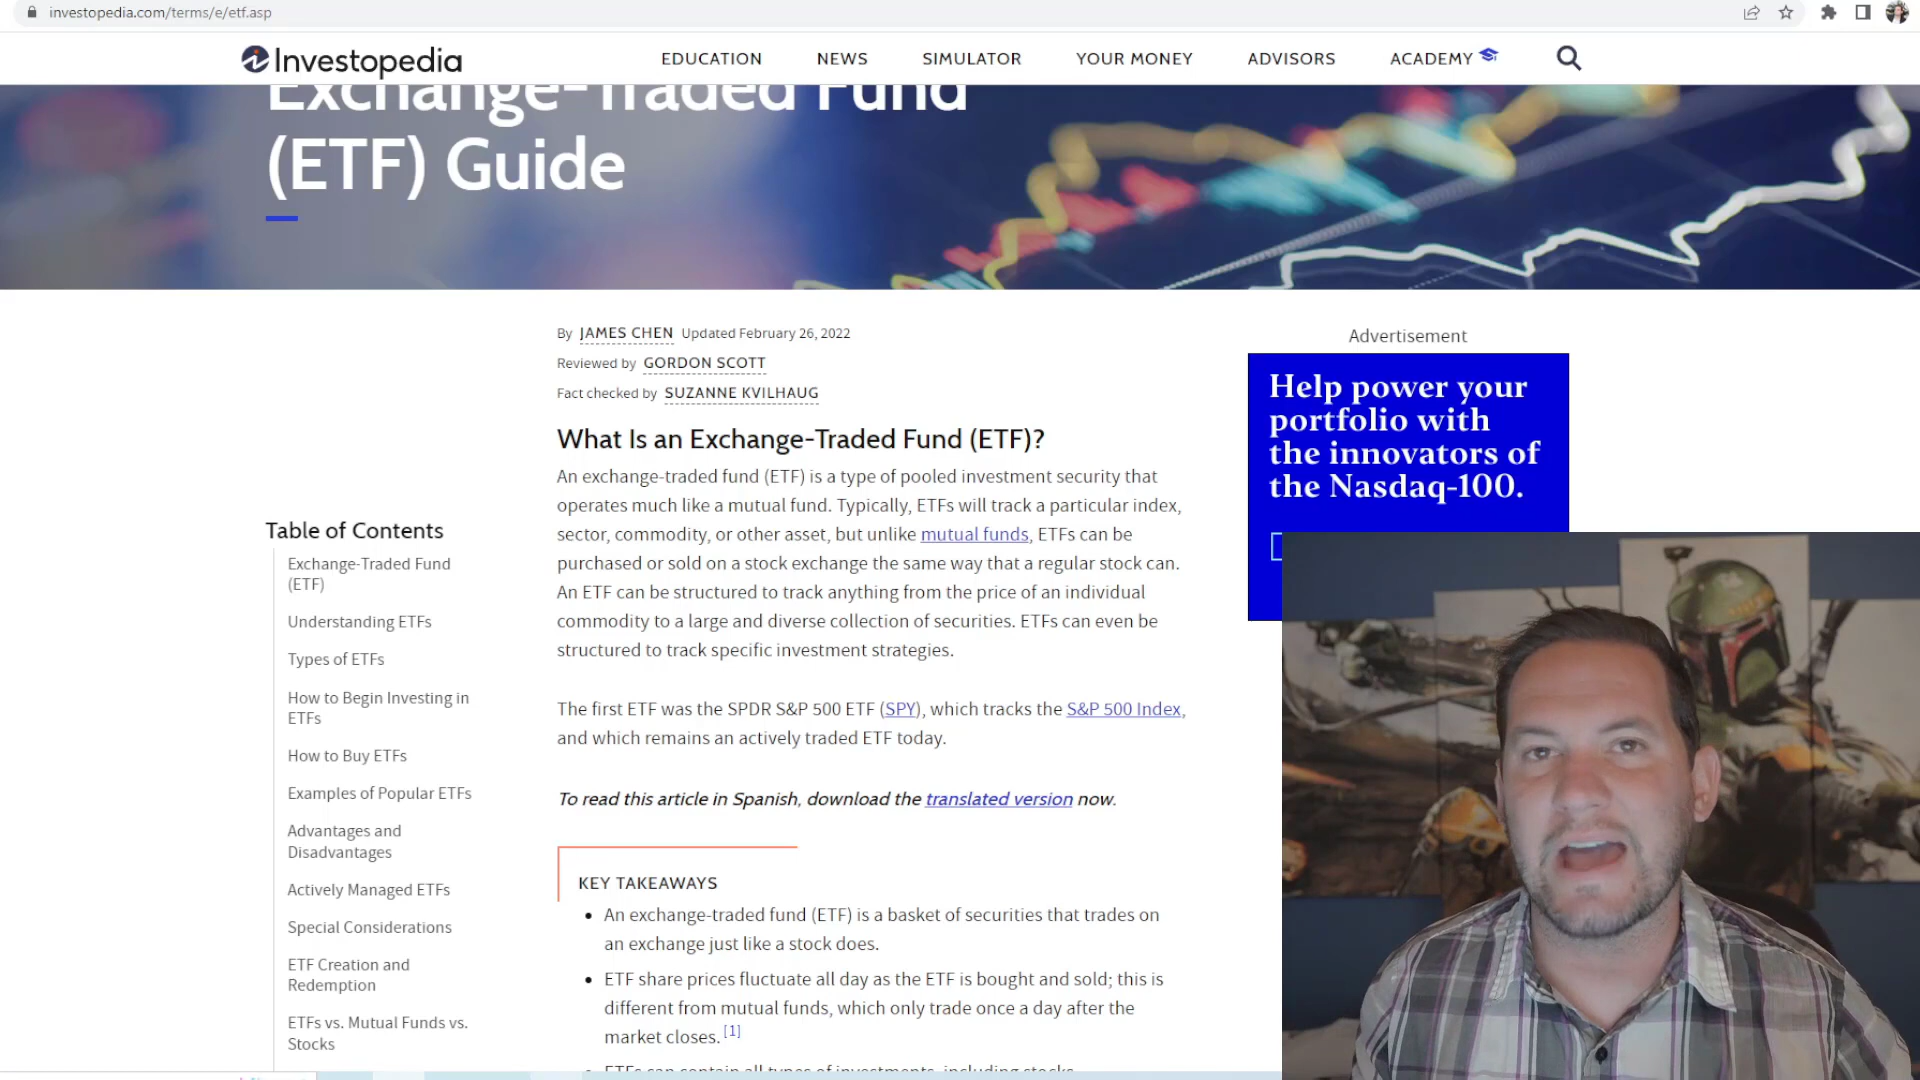 investopedia.com/terms/e/etf.asp
Investopedia
EDUCATION NEWS SIMULATOR YOUR MONEY ADVISORS ACADEMY
Exchange-Traded Fund
(ETF) Guide
By JAMES CHEN Updated February 26, 2022
Reviewed by GORDON SCOTT
Fact checked by SUZANNE KVILHAUG
Advertisement
Help power your
portfolio with
the innovators of
the Nasdaq-100.
Table of Contents
Exchange-Traded Fund
(ETF)
Understanding ETFs
Types of ETFs
How to Begin Investing in
ETFs
How to Buy ETFs
Examples of Popular ETFs
Advantages and
Disadvantages
Actively Managed ETFs
Special Considerations
ETF Creation and
Redemption
ETFs vs. Mutual Funds vs.
Stocks
What Is an Exchange-Traded Fund (ETF)?
An exchange-traded fund (ETF) is a type of pooled investment security that
operates much like a mutual fund. Typically, ETFs will track a particular index,
sector, commodity, or other asset, but unlike mutual funds, ETFs can be
purchased or sold on a stock exchange the same way that a regular stock can.
An ETF can be structured to track anything from the price of an individual
commodity to a large and diverse collection of securities. ETFs can even be
structured to track specific investment strategies.
The first ETF was the SPDR S&P 500 ETF (SPY), which tracks the S&P 500 Index,
and which remains an actively traded ETF today.
To read this article in Spanish, download the translated version now.
KEY TAKEAWAYS
• An exchange-traded fund (ETF) is a basket of securities that trades on
an exchange just like a stock does.
• ETF share prices fluctuate all day as the ETF is bought and sold; this is
different from mutual funds, which only trade once a day after the
market closes. [1]
• ETFs can contain all types of investments, including stocks,